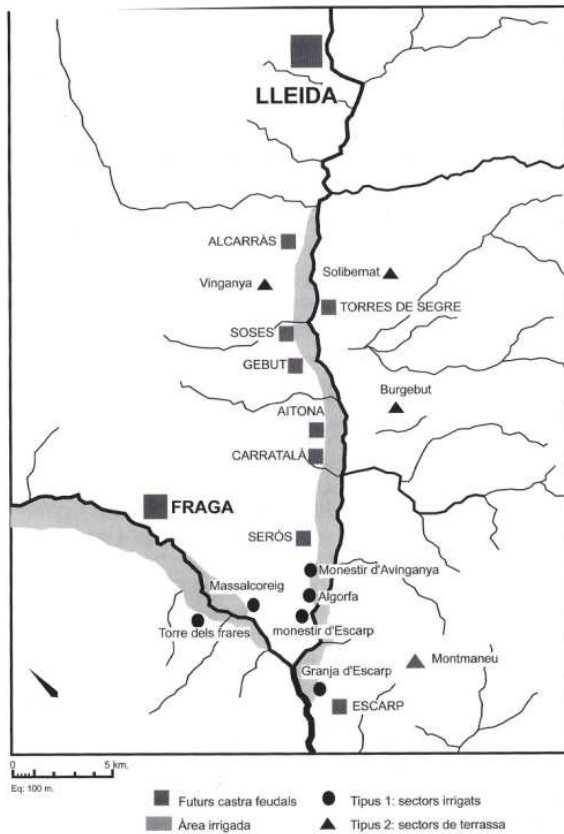 LLEIDA
ALCARRÀS
Solibernat
Vinganya
TORRES DE SEGRE
SOSES
GEBUT
Burgebut
AITONA
CARRATALÀ
FRAGA
SERÓS
Monestir d'Avinganya
Massalcoreig
Algorfa
monestir d'Escarp
Torre dels frares
Montmaneu
Granja d'Escarp
ESCARP
0 5 km.
Eq: 100 m.
Futurs castra feudals
Tipus 1: sectors irrigats
Àrea irrigada
Tipus 2: sectors de terrassa